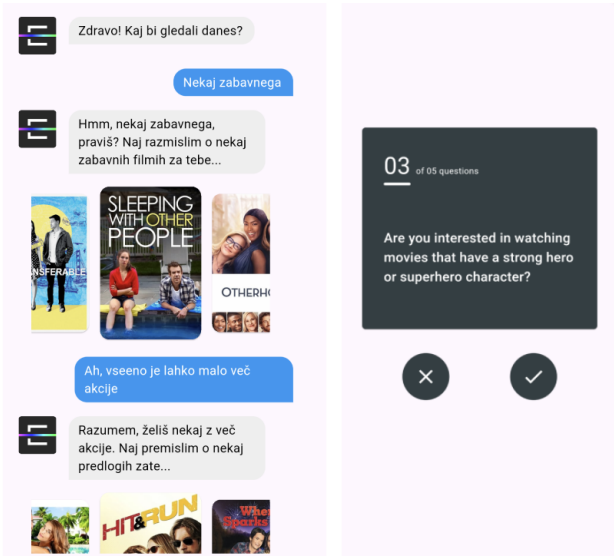 Zdravo! Kaj bi gledali danes?
Nekaj zabavnega
Hmm, nekaj zabavnega,
praviš? Naj razmislim o nekaj
zabavnih filmih za tebe...
ANSFERABLE
SLEEPING
WITH OTHER
PEOPLE
OTHERHO
Ah, vseeno je lahko malo več
akcije
Razumem, želiš nekaj z več
akcije. Naj premislim o nekaj
predlogih zate...
HIT&RUN
Whe
Sparks
03 of 05 questions
Are you interested in watching
movies that have a strong hero
or superhero character?